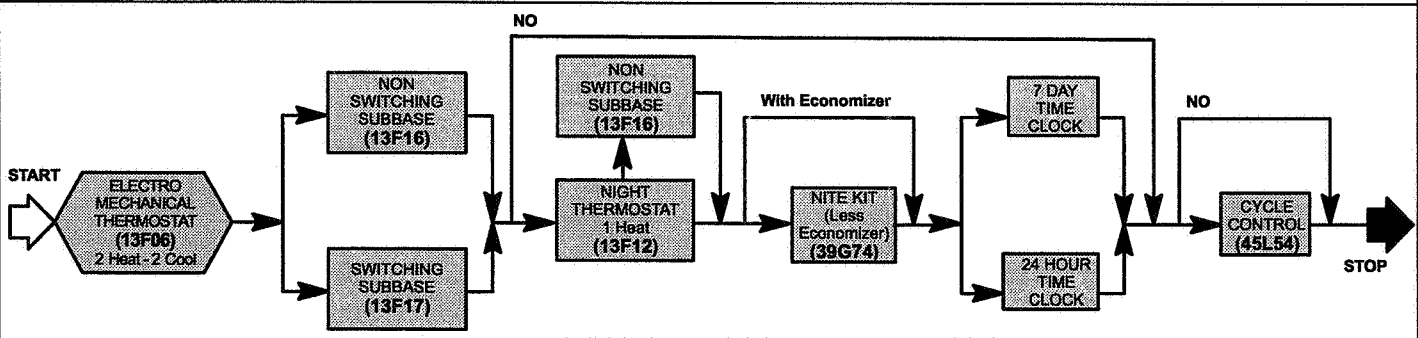 START
ELECTRO
MECHANICAL
THERMOSTAT
(13F06)
2 Heat - 2 Cool
NON
SWITCHING
SUBBASE
(13F16)
SWITCHING
SUBBASE
(13F17)
NO
NON
SWITCHING
SUBBASE
(13F16)
NIGHT
THERMOSTAT
1 Heat
(13F12)
With Economizer
NITE KIT
(Less
Economizer)
(39G74)
7 DAY
TIME
CLOCK
24 HOUR
TIME
CLOCK
NO
CYCLE
CONTROL
(45L54)
STOP